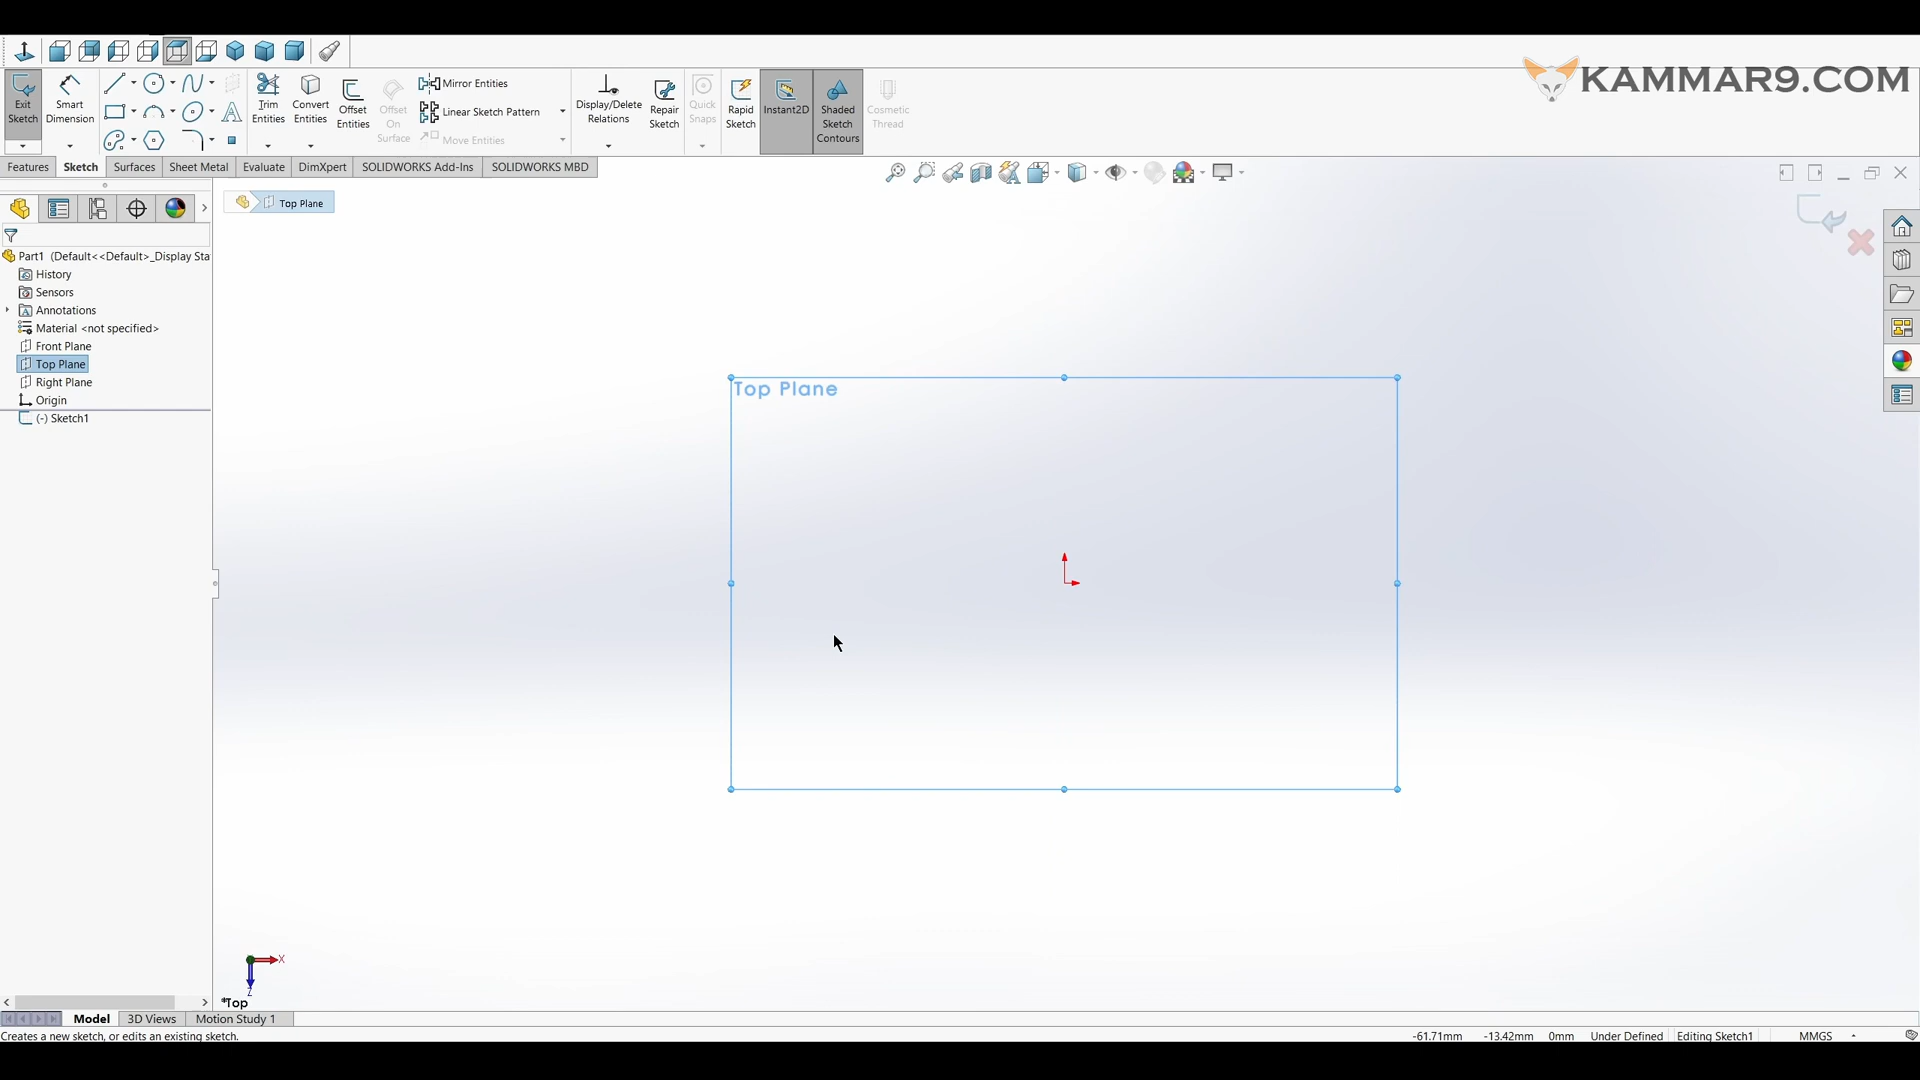 KAMMAR9.COM
Exit Sketch
Smart Dimension
Trim Entities
Convert Entities
Offset Entities
Offset On Surface
Mirror Entities
Linear Sketch Pattern
Move Entities
Display/Delete Relations
Repair Sketch
Quick Snaps
Rapid Sketch
Instant2D
Shaded Sketch Contours
Cosmetic Thread
Features Sketch Surfaces Sheet Metal Evaluate DimXpert SOLIDWORKS Add-Ins SOLIDWORKS MBD
Top Plane
Part1 (Default<<Default>_Display Sta
History
Sensors
Annotations
Material <not specified>
Front Plane
Top Plane
Right Plane
Origin
(-) Sketch1
Top Plane
X
Z
*Top
Model 3D Views Motion Study 1
Creates a new sketch, or edits an existing sketch.
-61.71mm -13.42mm 0mm Under Defined Editing Sketch1 MMGS